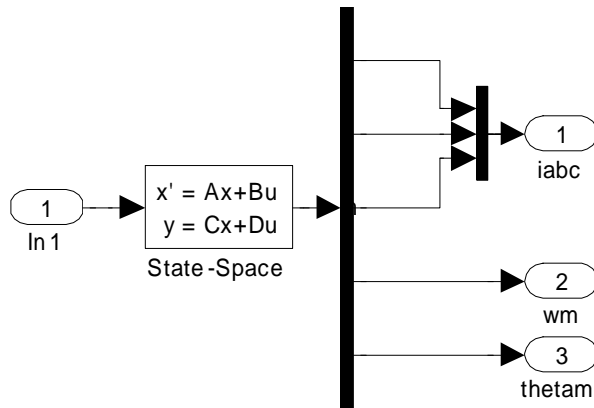 1
In1
x' = Ax+Bu
y = Cx+Du
State-Space
1
iabc
2
wm
3
thetam